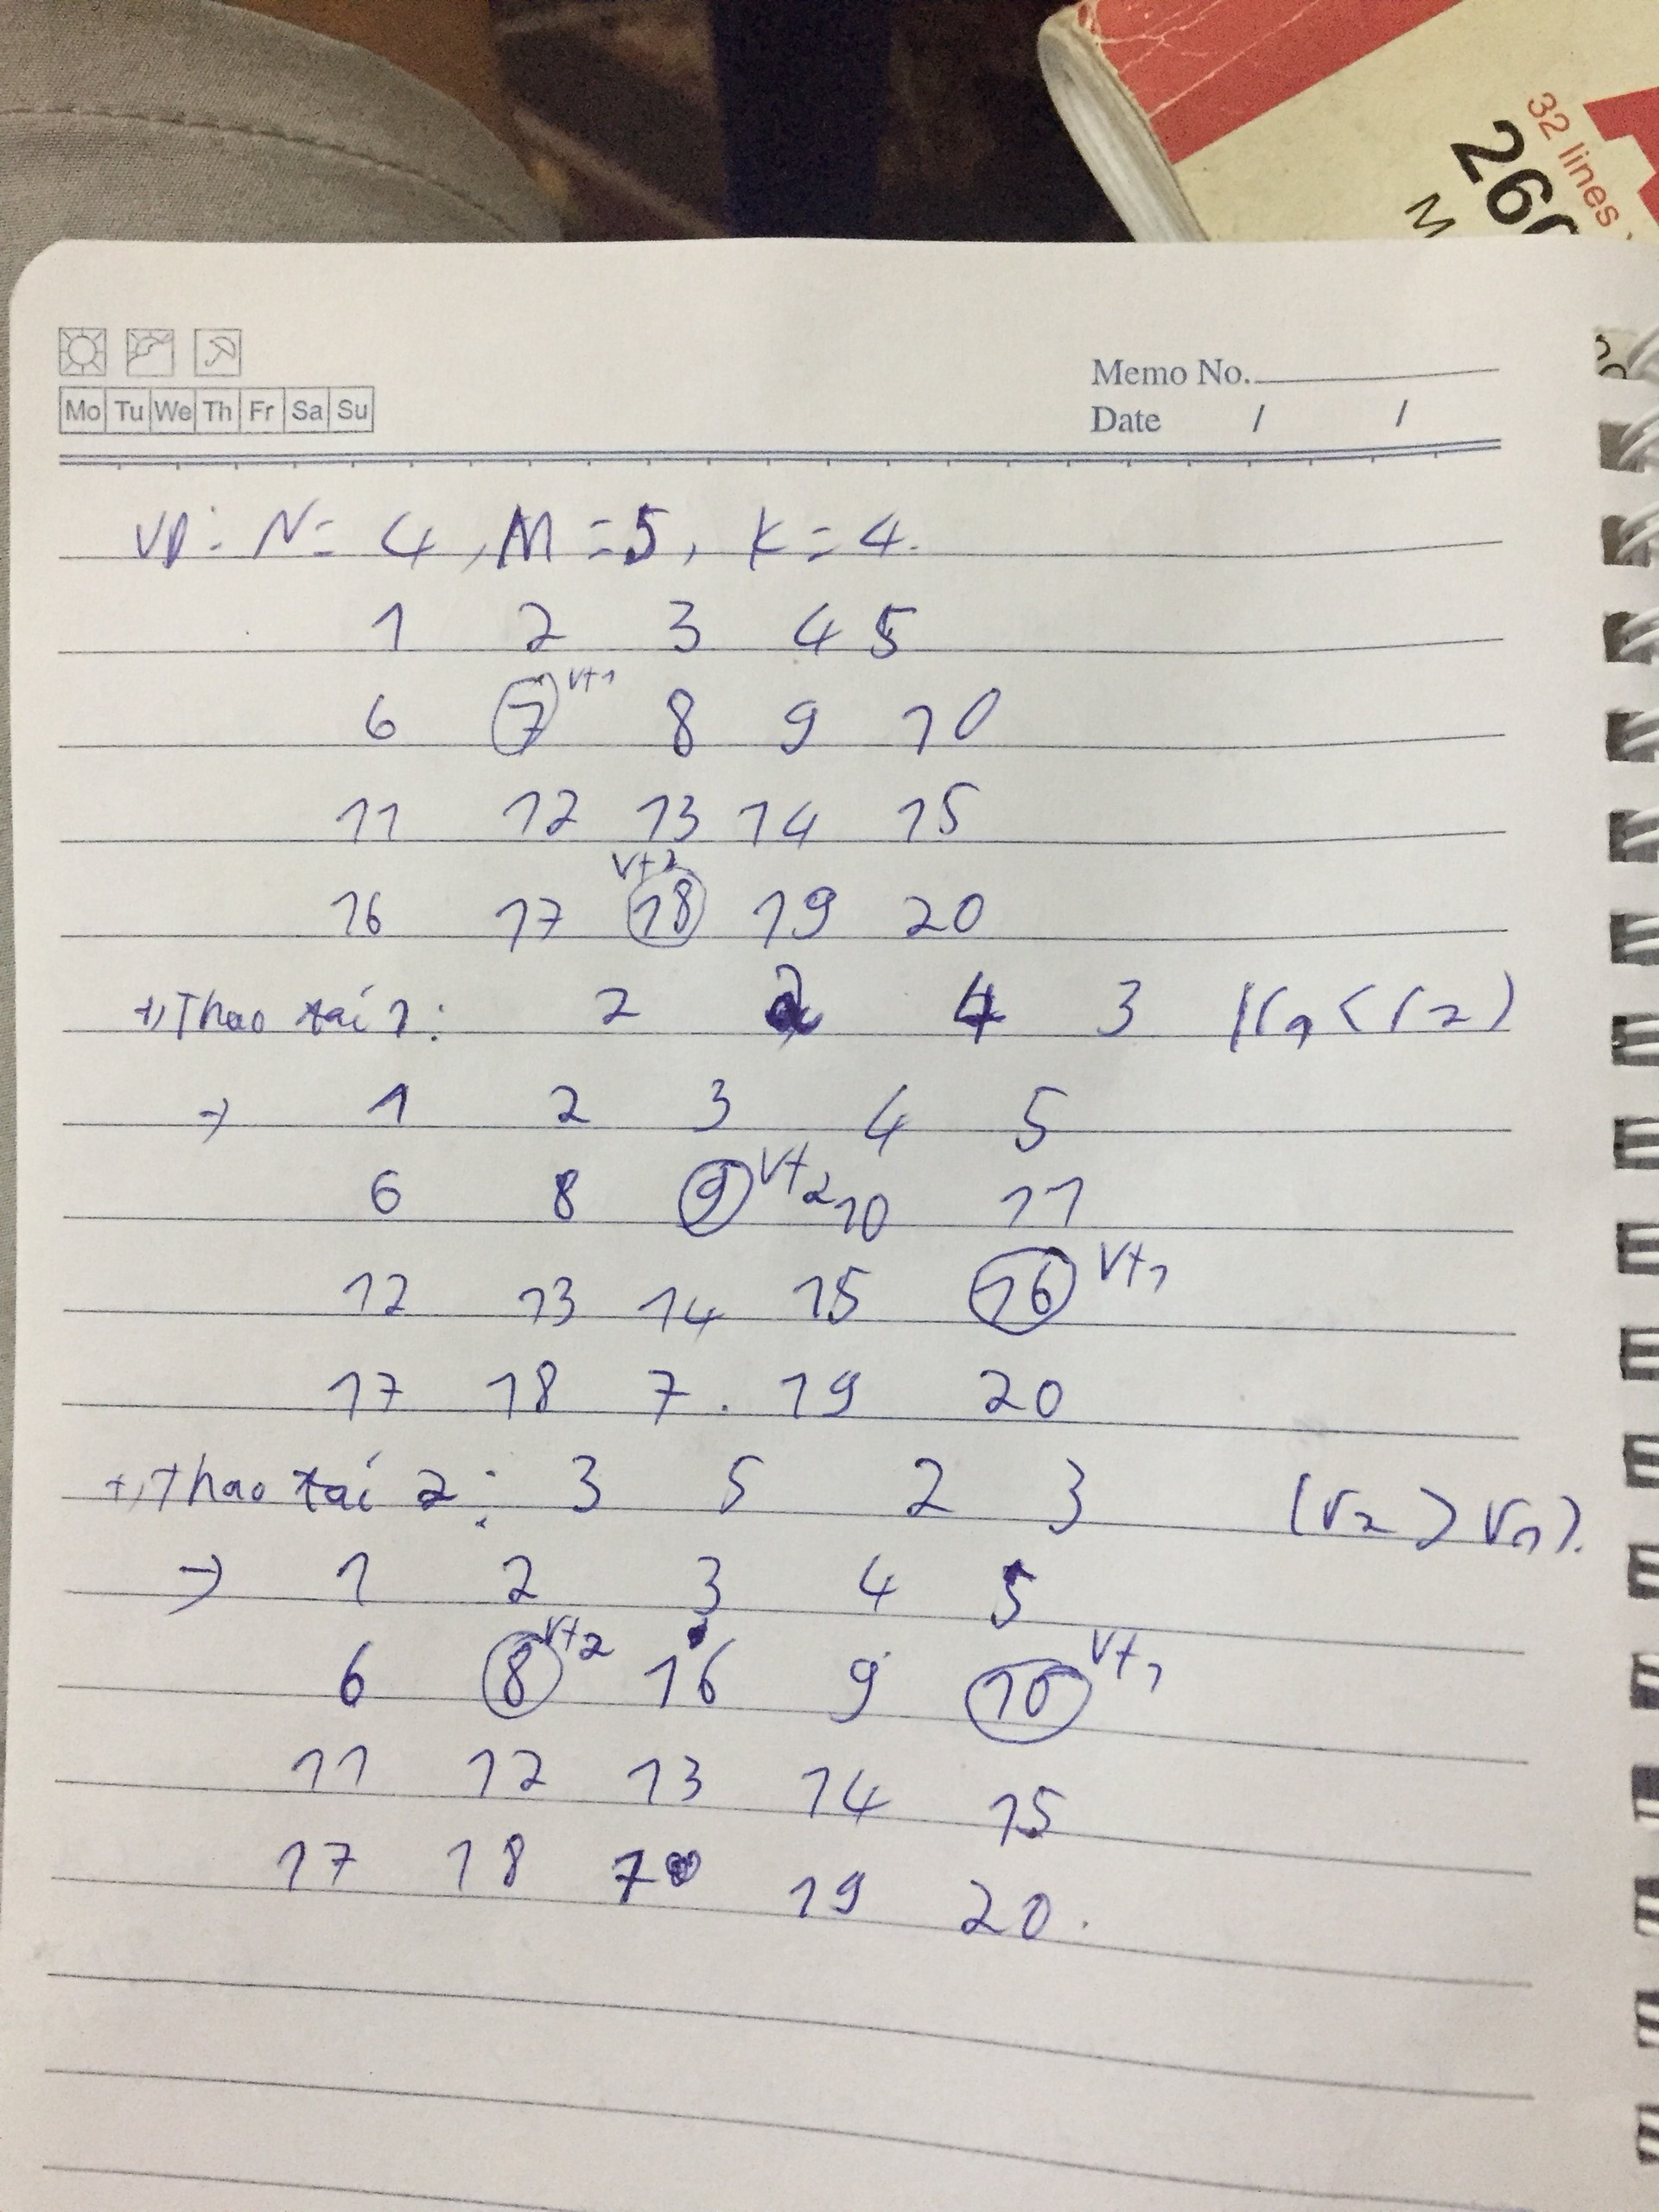 32 lines
260
M
Memo No.
Mo Tu We Th Fr Sa Su
Date / /
VD: N = 4, M = 5, K = 4.
1 2 3 4 5
6 7 vt1 8 9 10
11 12 13 14 15
vt2
16 17 18 19 20
+, Thao tái 1: 2 2 4 3 (r1 < r2)
→ 1 2 3 4 5
6 8 9 vt2 10 11
12 13 14 15 16 vt1
17 18 7 . 19 20
+, Thao tái 2: 3 5 2 3 (r2 > r1).
→ 1 2 3 4 5
6 8 vt2 16 9 10 vt1
11 12 13 14 15
17 18 7 19 20.